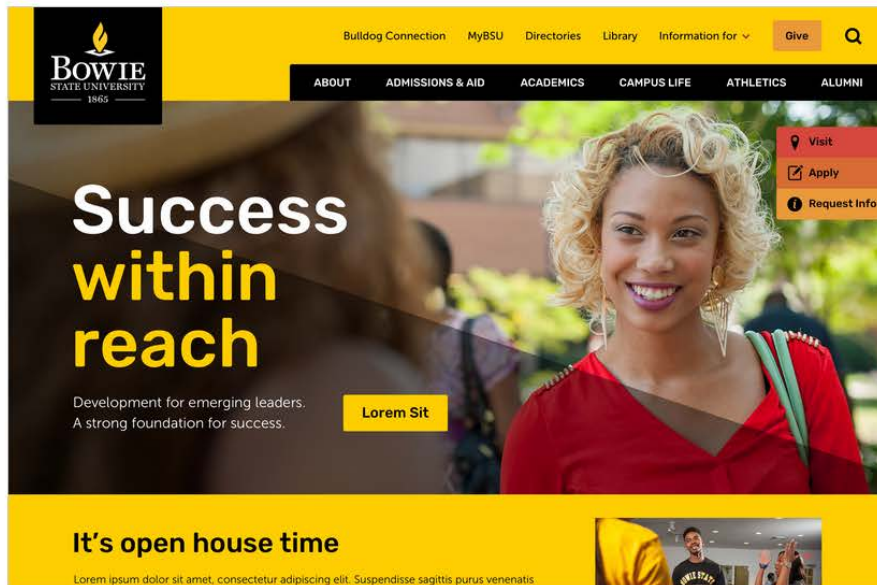 BOWIE
STATE UNIVERSITY
1865
Bulldog Connection MyBSU Directories Library Information for Give
ABOUT ADMISSIONS & AID ACADEMICS CAMPUS LIFE ATHLETICS ALUMNI
Visit
Apply
Request Info
Success
within
reach
Development for emerging leaders.
A strong foundation for success.
Lorem Sit
It's open house time
Lorem ipsum dolor sit amet, consectetur adipiscing elit. Suspendisse sagittis purus venenatis
BOWIE STATE